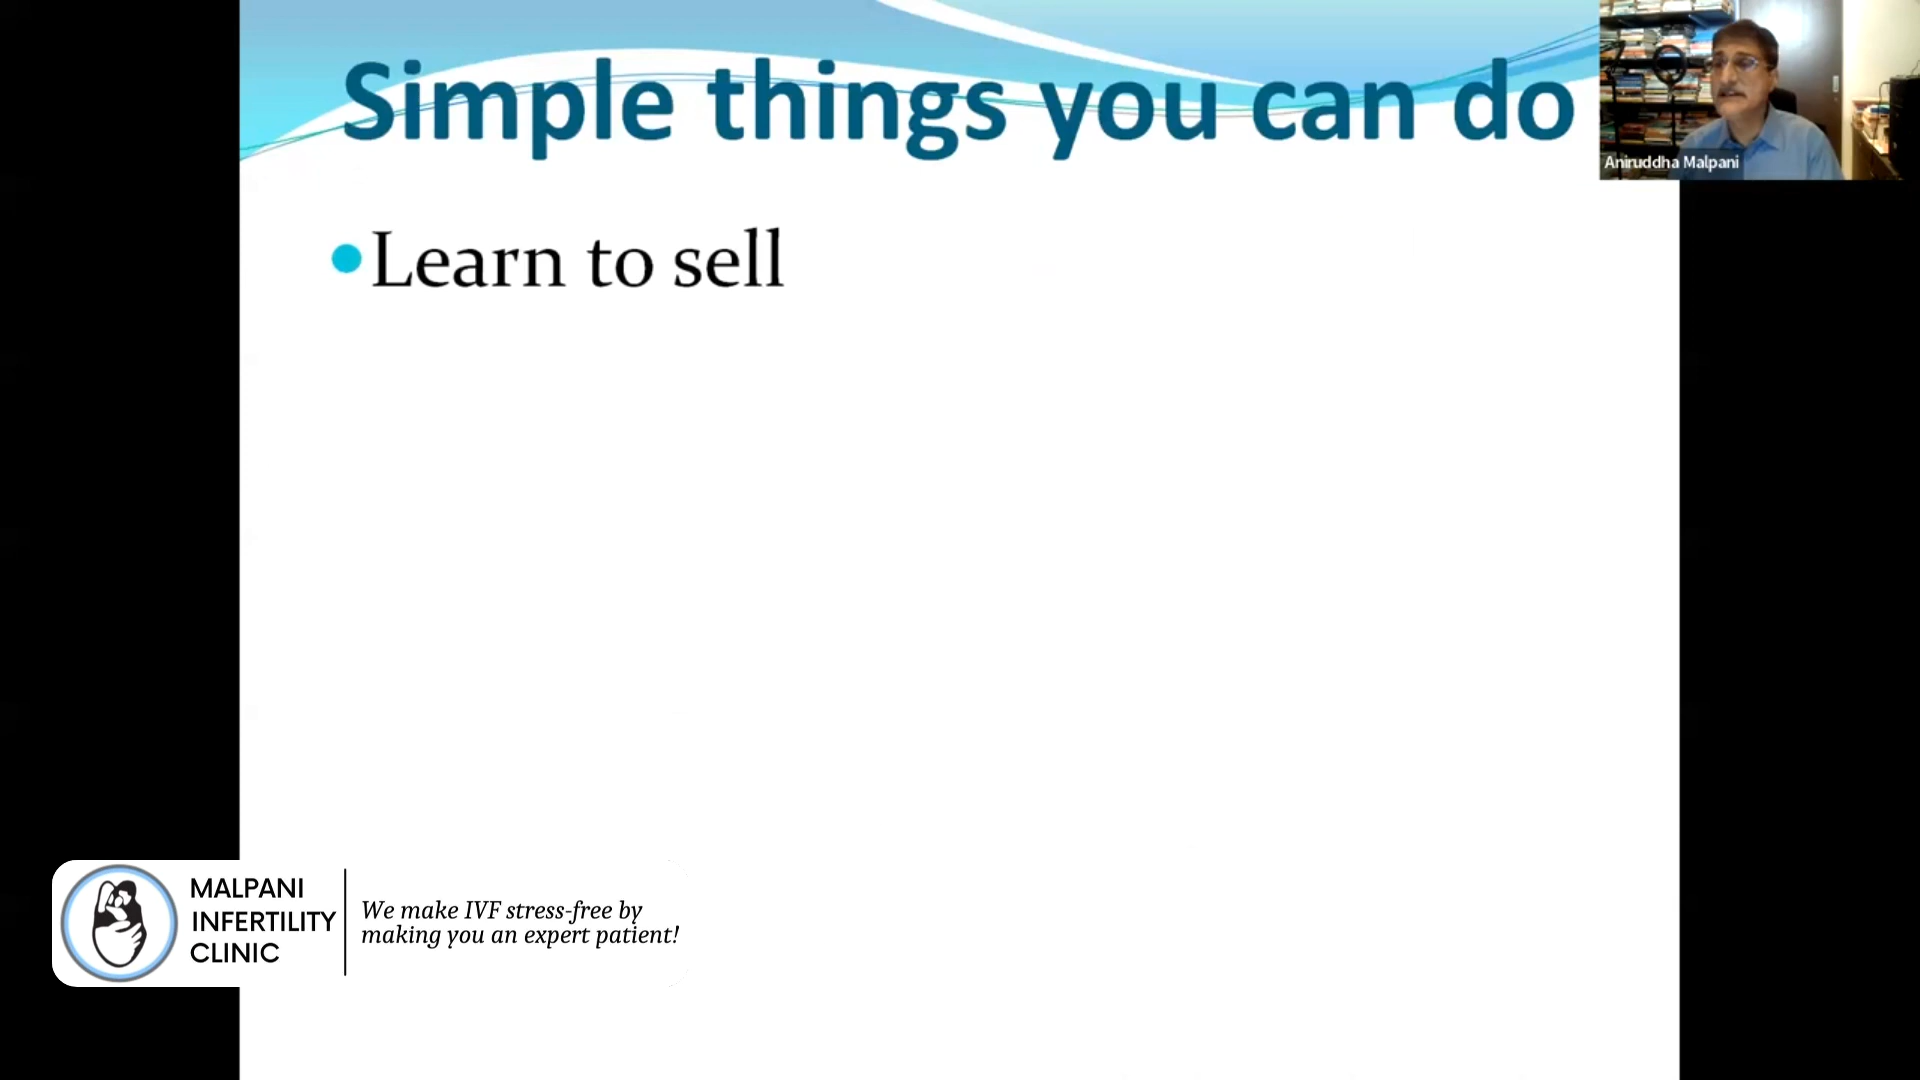 Simple things you can do
Aniruddha Malpani
Learn to sell
MALPANI
INFERTILITY
CLINIC
We make IVF stress-free by
making you an expert patient!